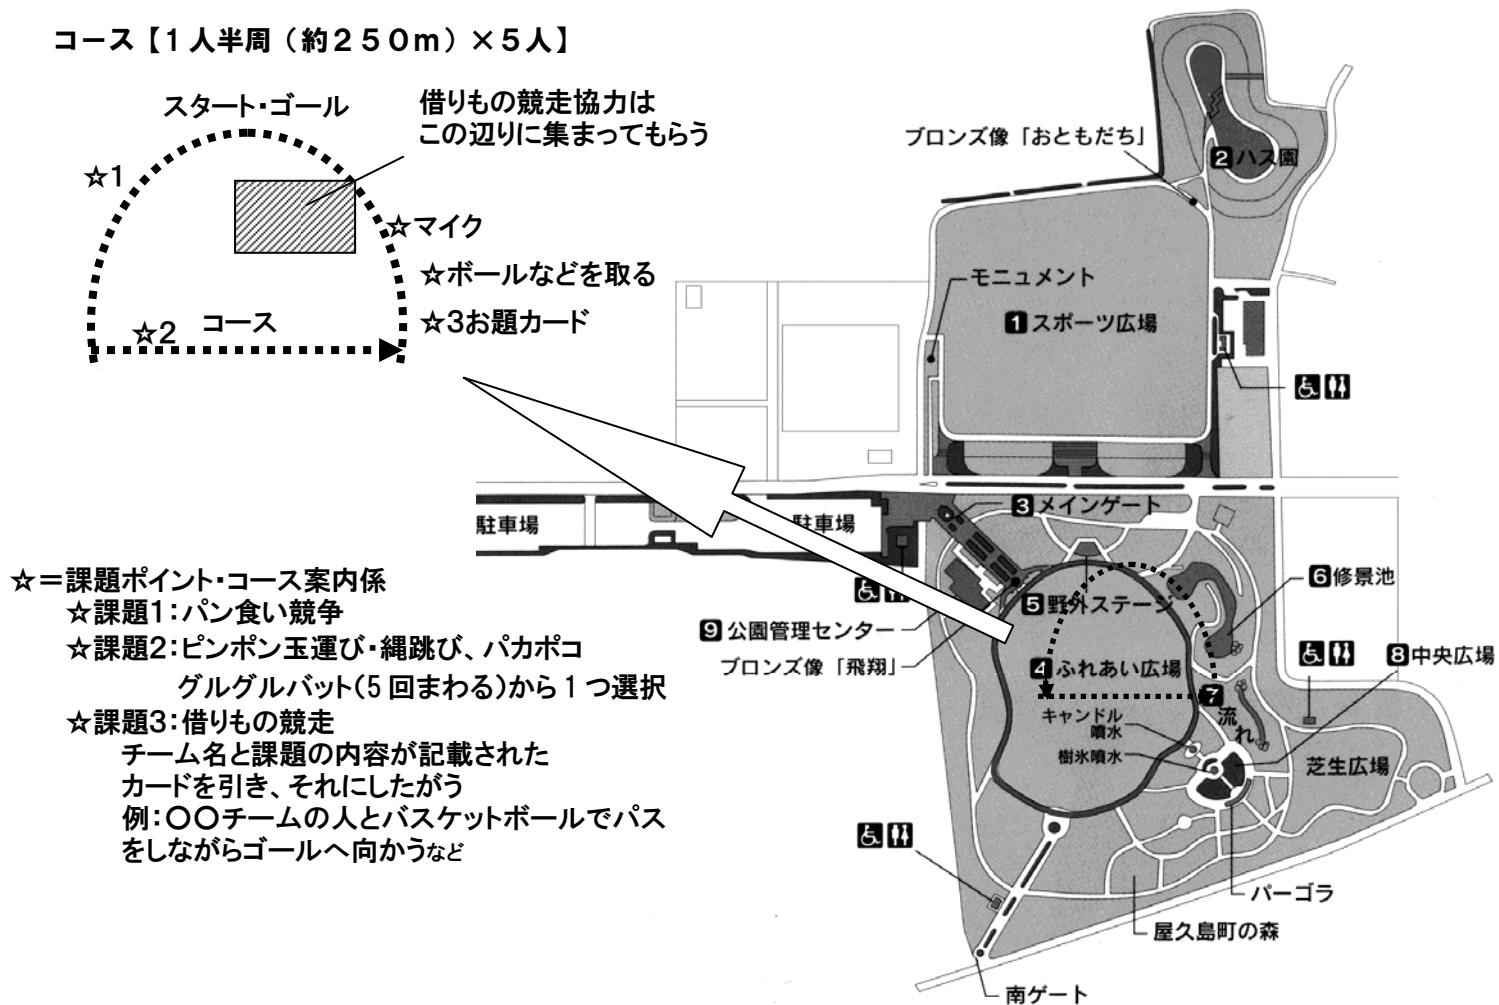 コース【1人半周（約250m）×5人】
スタート・ゴール
借りもの競走協力は
この辺りに集まってもらう
☆1
☆マイク
☆ボールなどを取る
☆2
コース
☆3お題カード
☆＝課題ポイント・コース案内係
☆課題1：パン食い競争
☆課題2：ピンポン玉運び・縄跳び、パカポコ
グルグルバット（5回まわる）から1つ選択
☆課題3：借りもの競走
チーム名と課題の内容が記載された
カードを引き、それにしたがう
例：〇〇チームの人とバスケットボールでパス
をしながらゴールへ向かうなど
ブロンズ像「おともだち」
2 ハス園
モニュメント
1 スポーツ広場
駐車場
駐車場
3 メインゲート
5 野外ステージ
6 修景池
9 公園管理センター
ブロンズ像「飛翔」
4 ふれあい広場
8 中央広場
7 流れ
キャンドル
噴水
樹氷噴水
芝生広場
パーゴラ
屋久島町の森
南ゲート